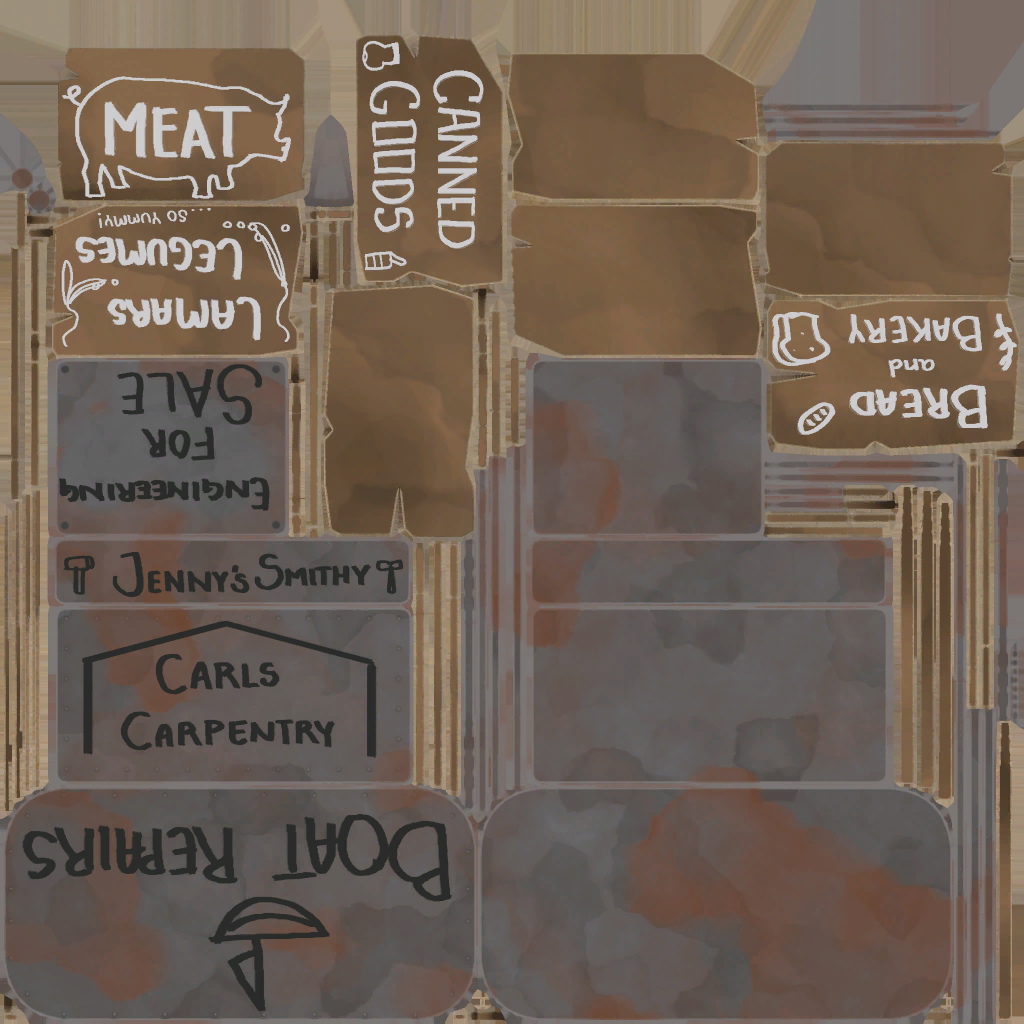 MEAT
CANNED
GOODS
LAMARS
LEGUMES
...SO YUMMY!
BREAD
and
BAKERY
ENGINEERING
FOR
SALE
JENNY'S SMITHY
CARLS
CARPENTRY
BOAT REPAIRS